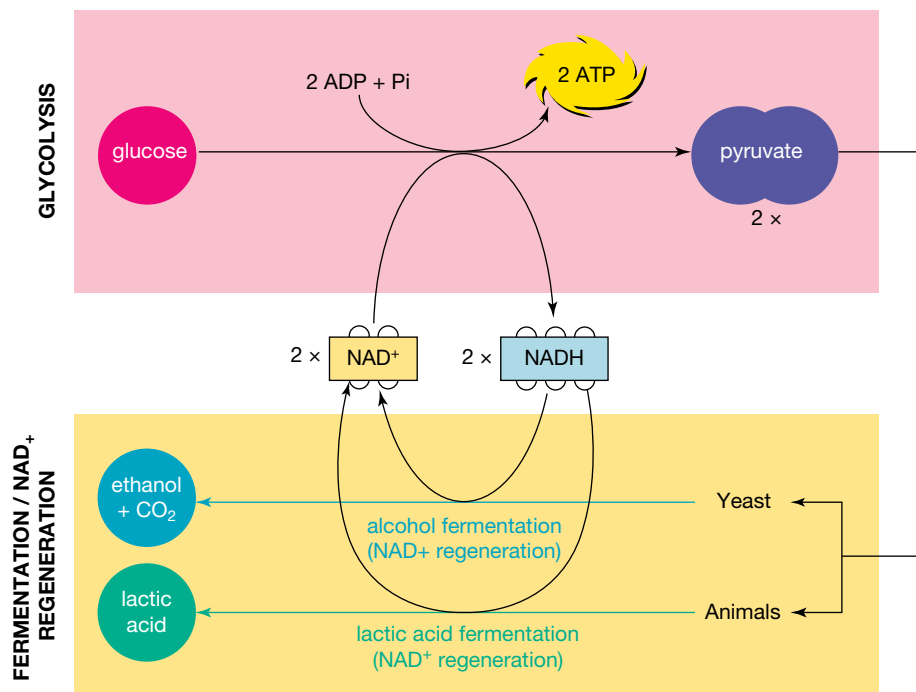 GLYCOLYSIS
2 ADP + Pi
2 ATP
glucose
pyruvate
2 ×
2 × NAD⁺
2 × NADH
FERMENTATION / NAD₊
REGENERATION
ethanol
+ CO₂
Yeast
alcohol fermentation
(NAD+ regeneration)
lactic
acid
Animals
lactic acid fermentation
(NAD⁺ regeneration)